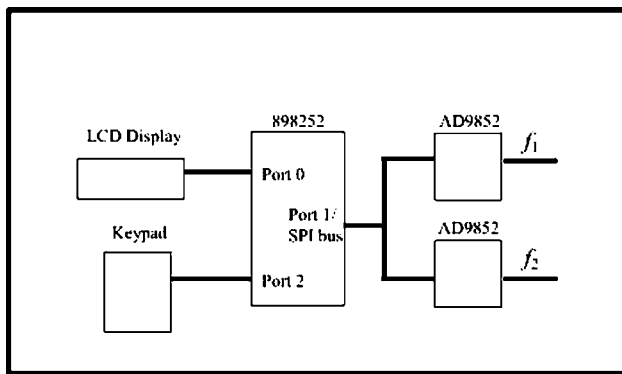 898252
AD9852
f1
LCD Display
Port 0
Port 1/
SPI bus
AD9852
Keypad
f2
Port 2